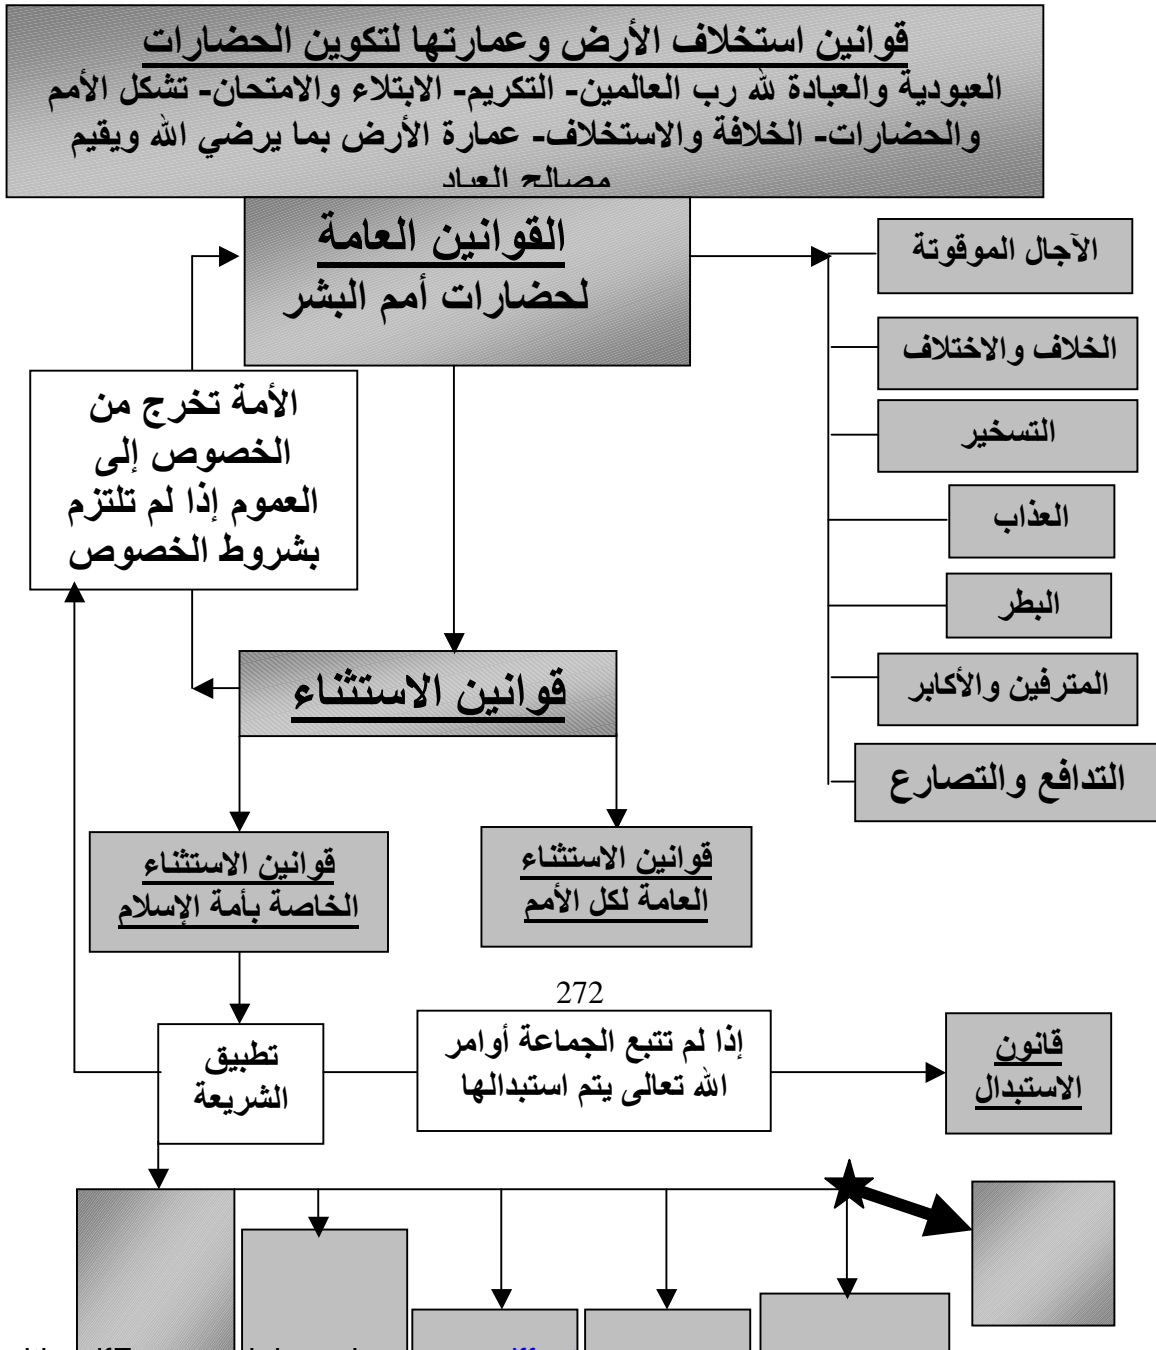 قوانين استخلاف الأرض وعمارتها لتكوين الحضارات
العبودية والعبادة لله رب العالمين- التكريم- الابتلاء والامتحان- تشكل الأمم
والحضارات- الخلافة والاستخلاف- عمارة الأرض بما يرضي الله ويقيم
مصالح العباد
القوانين العامة
لحضارات أمم البشر
الآجال الموقوتة
الخلاف والاختلاف
التسخير
العذاب
البطر
المترفين والأكابر
التدافع والتصارع
الأمة تخرج من
الخصوص إلى
العموم إذا لم تلتزم
بشروط الخصوص
قوانين الاستثناء
قوانين الاستثناء
العامة لكل الأمم
قوانين الاستثناء
الخاصة بأمة الإسلام
272
تطبيق
الشريعة
إذا لم تتبع الجماعة أوامر
الله تعالى يتم استبدالها
قانون
الاستبدال